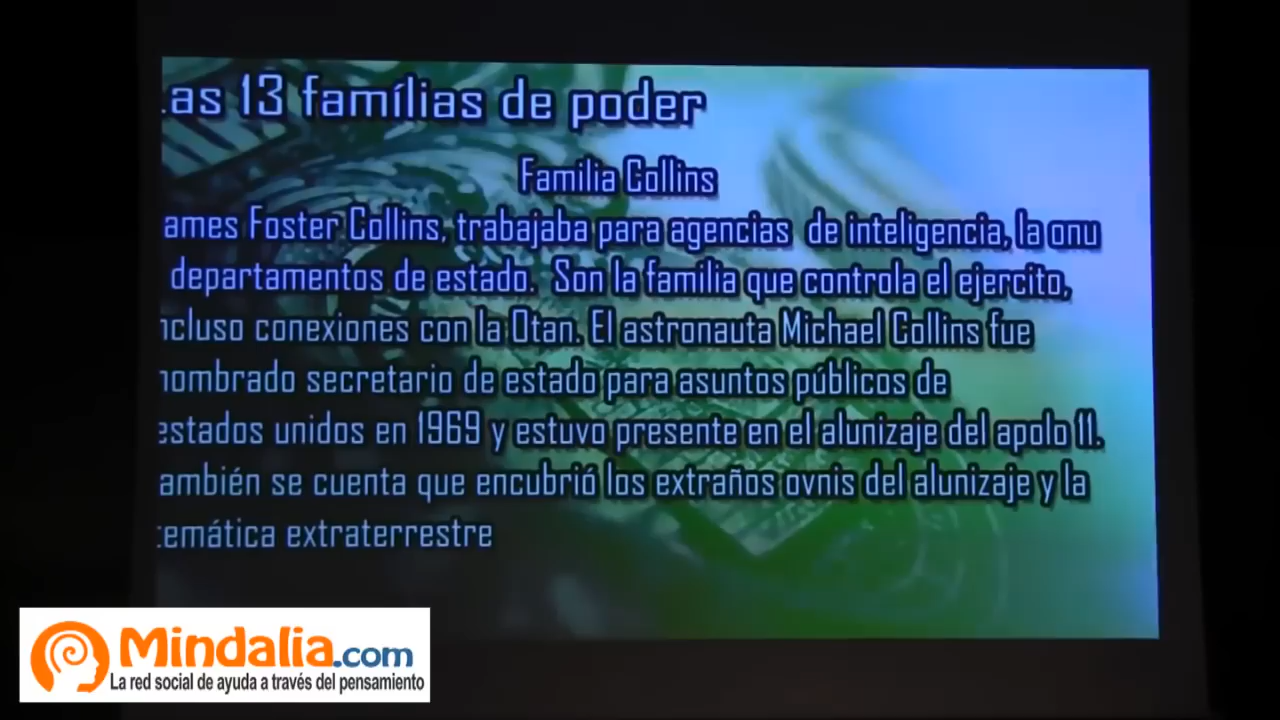 as 13 famílias de poder
Familia Collins
ames Foster Collins, trabajaba para agencias de inteligencia, la onu
departamentos de estado. Son la familia que controla el ejercito,
ncluso conexiones con la Otan. El astronauta Michael Collins fue
nombrado secretario de estado para asuntos públicos de
estados unidos en 1969 y estuvo presente en el alunizaje del apolo 11.
ambién se cuenta que encubrió los extraños ovnis del alunizaje y la
temática extraterrestre
Mindalia.com
La red social de ayuda a través del pensamiento